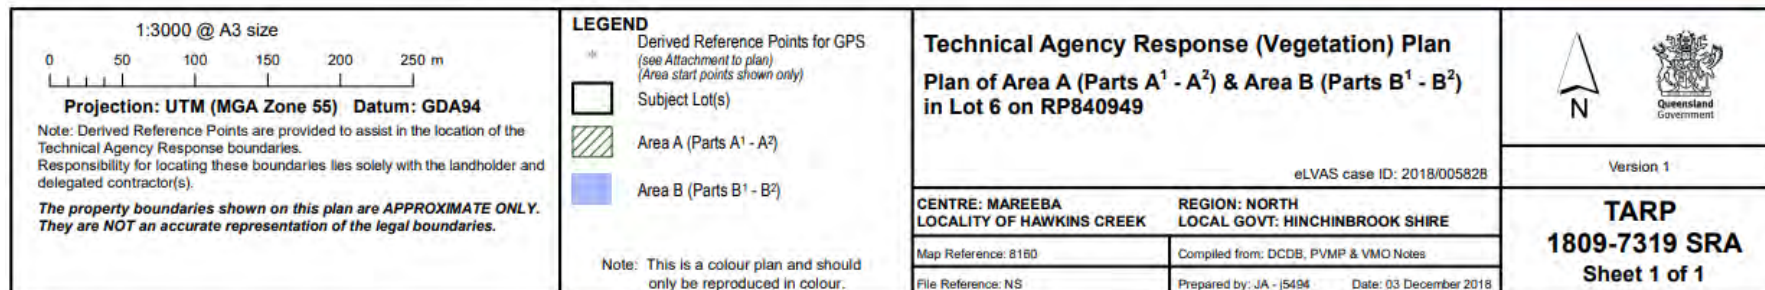 1:3000 @ A3 size
0 50 100 150 200 250 m
Projection: UTM (MGA Zone 55) Datum: GDA94
Note: Derived Reference Points are provided to assist in the location of the
Technical Agency Response boundaries.
Responsibility for locating these boundaries lies solely with the landholder and
delegated contractor(s).
The property boundaries shown on this plan are APPROXIMATE ONLY.
They are NOT an accurate representation of the legal boundaries.
LEGEND
Derived Reference Points for GPS
(see Attachment to plan)
(Area start points shown only)
Subject Lot(s)
Area A (Parts A¹ - A²)
Area B (Parts B¹ - B²)
Note: This is a colour plan and should
only be reproduced in colour.
Technical Agency Response (Vegetation) Plan
Plan of Area A (Parts A¹ - A²) & Area B (Parts B¹ - B²)
in Lot 6 on RP840949
eLVAS case ID: 2018/005828
CENTRE: MAREEBA
LOCALITY OF HAWKINS CREEK
REGION: NORTH
LOCAL GOVT: HINCHINBROOK SHIRE
Map Reference: 8160
Compiled from: DCDB, PVMP & VMO Notes
File Reference: NS
Prepared by: JA - j5494 Date: 03 December 2018
N
Queensland
Government
Version 1
TARP
1809-7319 SRA
Sheet 1 of 1